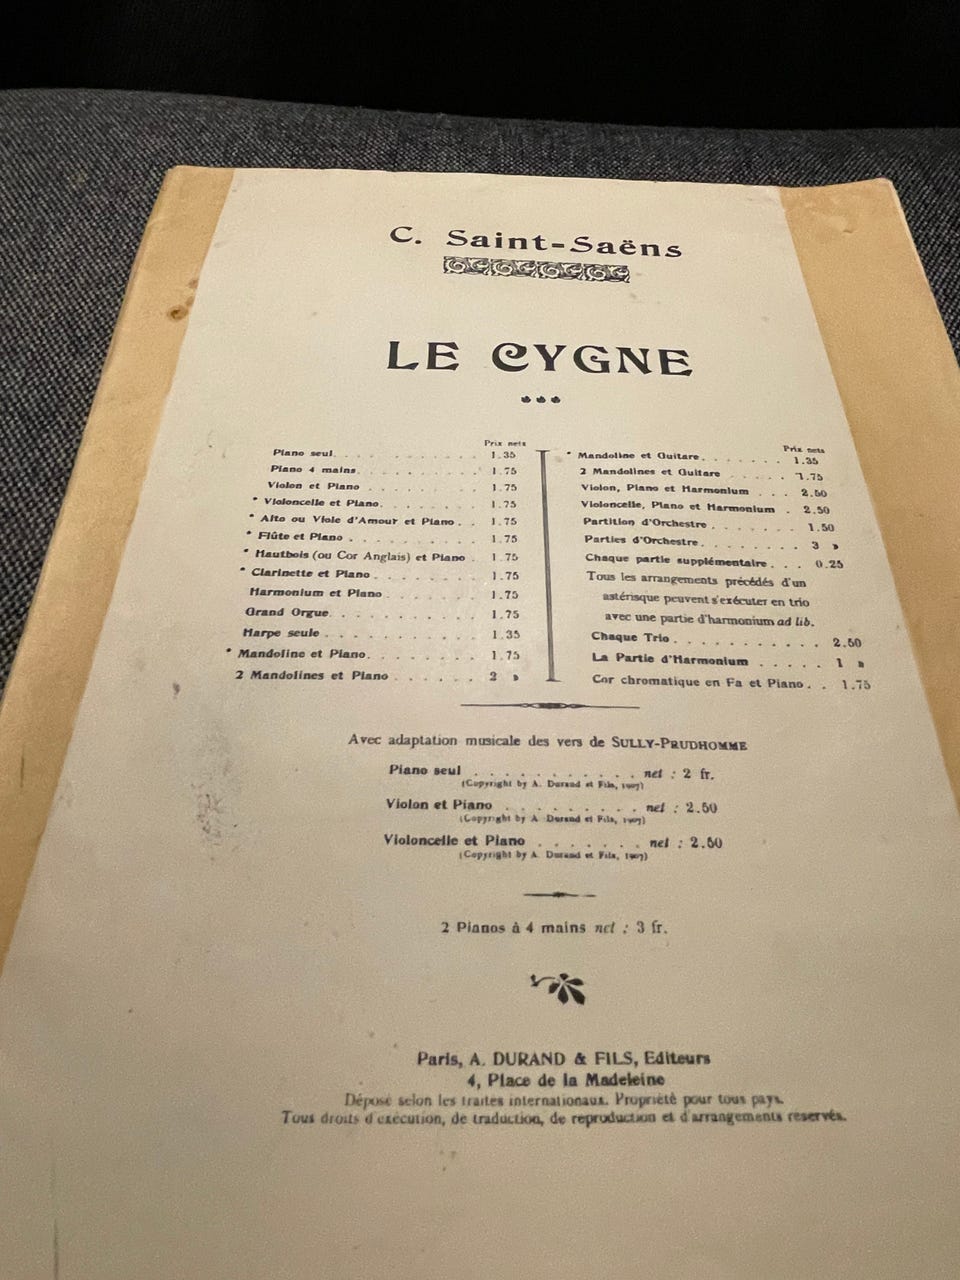 C. Saint-Saëns
LE CYGNE
Prix nets
Piano seul. . . . . . . . . 1.35
Piano 4 mains. . . . . . . . 1.75
Violon et Piano . . . . . . . 1.75
* Violoncelle et Piano. . . . . . 1.75
* Alto ou Viole d'Amour et Piano . . 1.75
* Flûte et Piano . . . . . . . . 1.75
* Hautbois (ou Cor Anglais) et Piano . 1.75
* Clarinette et Piano . . . . . . . 1.75
Harmonium et Piano . . . . . . 1.75
Grand Orgue. . . . . . . . . 1.75
Harpe seule . . . . . . . . . 1.35
* Mandoline et Piano. . . . . . . 1.75
2 Mandolines et Piano . . . . . 2 »
Prix nets
* Mandoline et Guitare. . . . . . . 1.35
2 Mandolines et Guitare . . . . . 1.75
Violon, Piano et Harmonium . . . 2.50
Violoncelle, Piano et Harmonium . 2.50
Partition d'Orchestre . . . . . . . 1.50
Parties d'Orchestre. . . . . . . . 3 »
Chaque partie supplémentaire . . . 0.25
Tous les arrangements précédés d'un
astérisque peuvent s'exécuter en trio
avec une partie d'harmonium ad lib.
Chaque Trio . . . . . . . . . 2.50
La Partie d'Harmonium . . . . . 1 »
Cor chromatique en Fa et Piano . . 1.75
Avec adaptation musicale des vers de SULLY-PRUDHOMME
Piano seul . . . . . . . . . . net : 2 fr.
(Copyright by A. Durand et Fils, 1907)
Violon et Piano . . . . . . . . . net : 2.50
(Copyright by A. Durand et Fils, 1907)
Violoncelle et Piano . . . . . . . net : 2.50
(Copyright by A. Durand et Fils, 1907)
2 Pianos à 4 mains net : 3 fr.
Paris, A. DURAND & FILS, Editeurs
4, Place de la Madeleine
Déposé selon les traités internationaux. Propriété pour tous pays.
Tous droits d'exécution, de traduction, de reproduction et d'arrangements réservés.